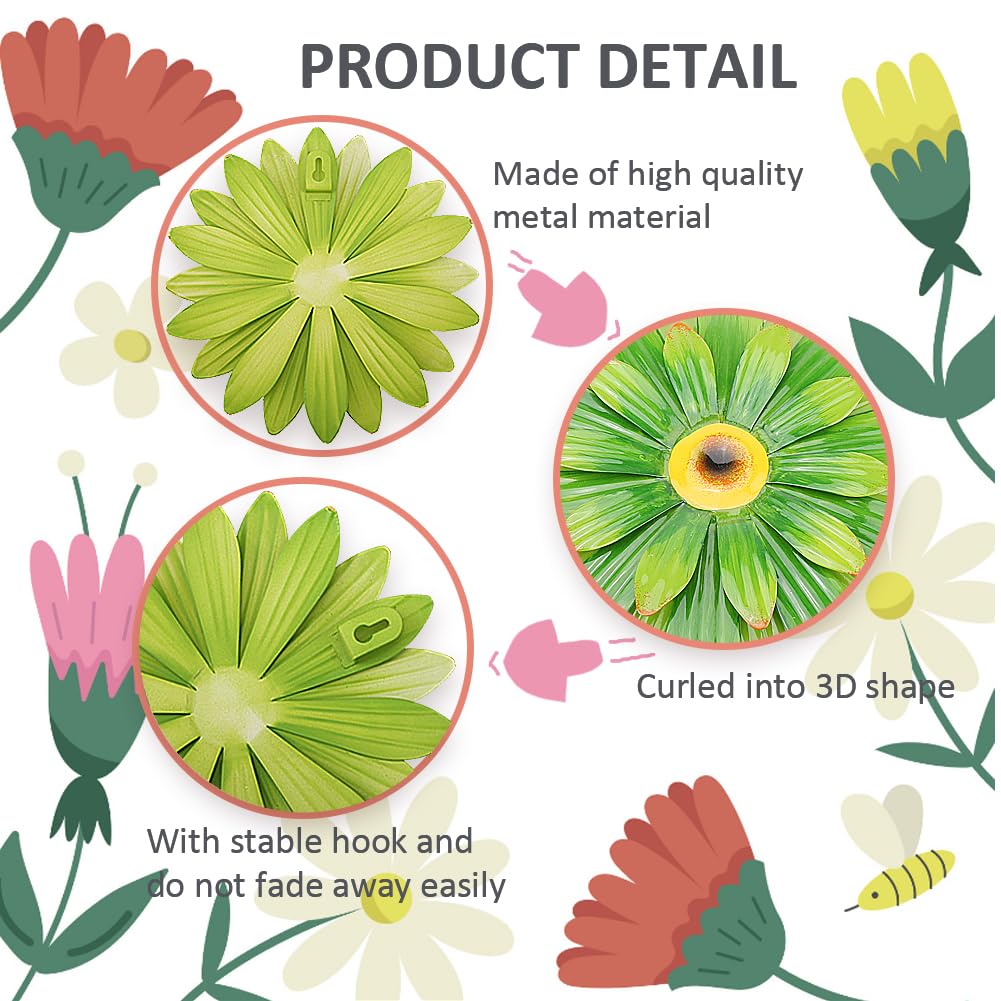 PRODUCT DETAIL
Made of high quality
metal material
Curled into 3D shape
With stable hook and
do not fade away easily